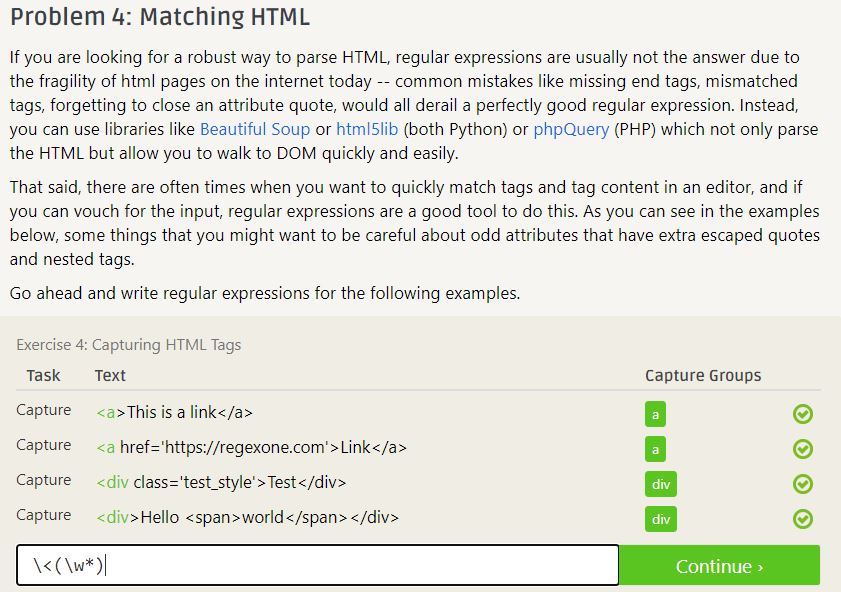 Problem 4: Matching HTML
If you are looking for a robust way to parse HTML, regular expressions are usually not the answer due to
the fragility of html pages on the internet today -- common mistakes like missing end tags, mismatched
tags, forgetting to close an attribute quote, would all derail a perfectly good regular expression. Instead,
you can use libraries like Beautiful Soup or html5lib (both Python) or phpQuery (PHP) which not only parse
the HTML but allow you to walk to DOM quickly and easily.
That said, there are often times when you want to quickly match tags and tag content in an editor, and if
you can vouch for the input, regular expressions are a good tool to do this. As you can see in the examples
below, some things that you might want to be careful about odd attributes that have extra escaped quotes
and nested tags.
Go ahead and write regular expressions for the following examples.
Exercise 4: Capturing HTML Tags
Task Text Capture Groups
Capture <a>This is a link</a> a
Capture <a href='https://regexone.com'>Link</a> a
Capture <div class='test_style'>Test</div> div
Capture <div>Hello <span>world</span></div> div
\<(\w*) Continue ›